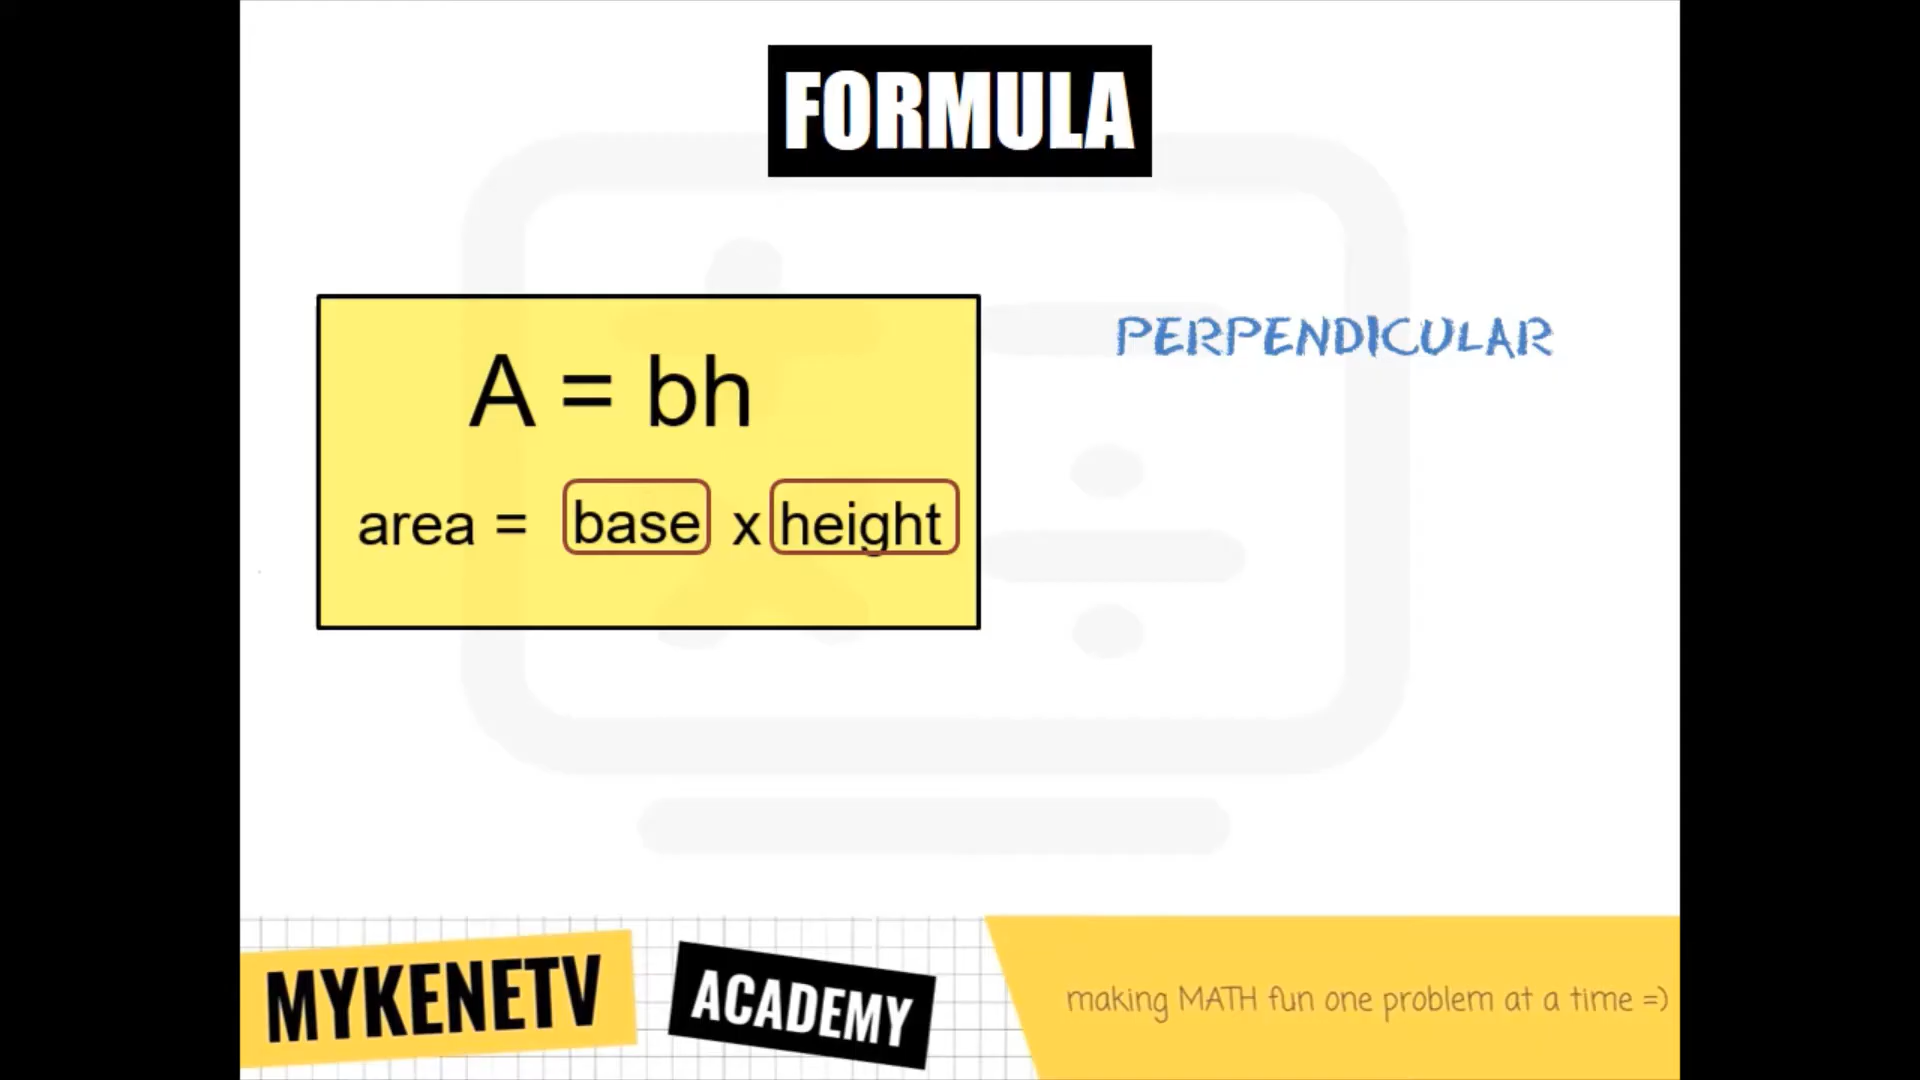 FORMULA
A = bh
area = base x height
PERPENDICULAR
MYKENETV
ACADEMY
making MATH fun one problem at a time =)